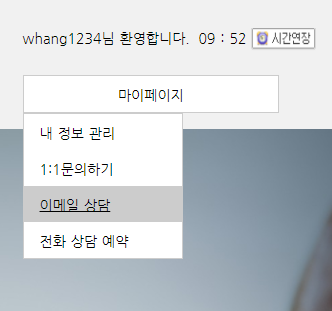 whang1234님 환영합니다. 09 : 52 시간연장
마이페이지
내 정보 관리
1:1문의하기
이메일 상담
전화 상담 예약